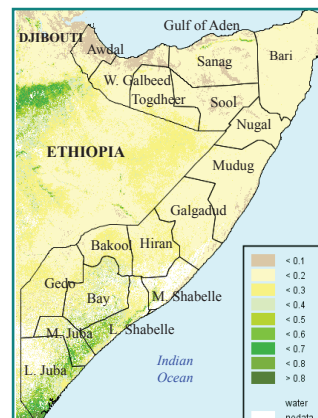 Gulf of Aden
DJIBOUTI
Awdal
Sanag
Bari
W. Galbeed
Togdheer
Sool
Nugal
ETHIOPIA
Mudug
Galgadud
Bakool
Hiran
Gedo
Bay
M. Shabelle
M. Juba
L. Shabelle
L. Juba
Indian
Ocean
< 0.1
< 0.2
< 0.3
< 0.4
< 0.5
< 0.6
< 0.7
< 0.8
> 0.8
water
nodata